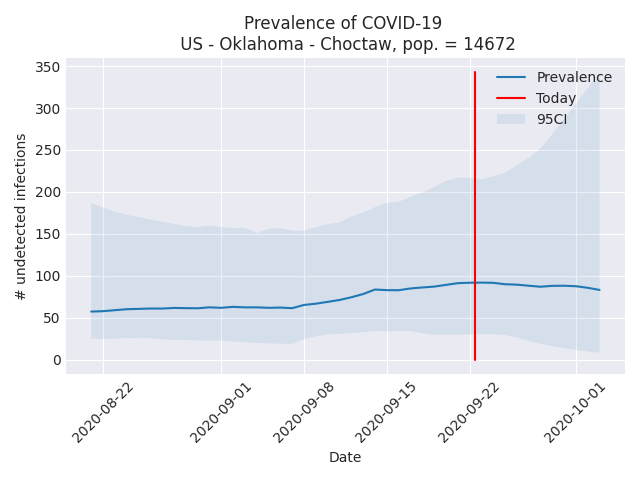 Prevalence of COVID-19
US - Oklahoma - Choctaw, pop. = 14672
350
300
250
200
150
100
50
0
# undetected infections
Prevalence
Today
95CI
2020-08-22
2020-09-01
2020-09-08
2020-09-15
2020-09-22
2020-10-01
Date